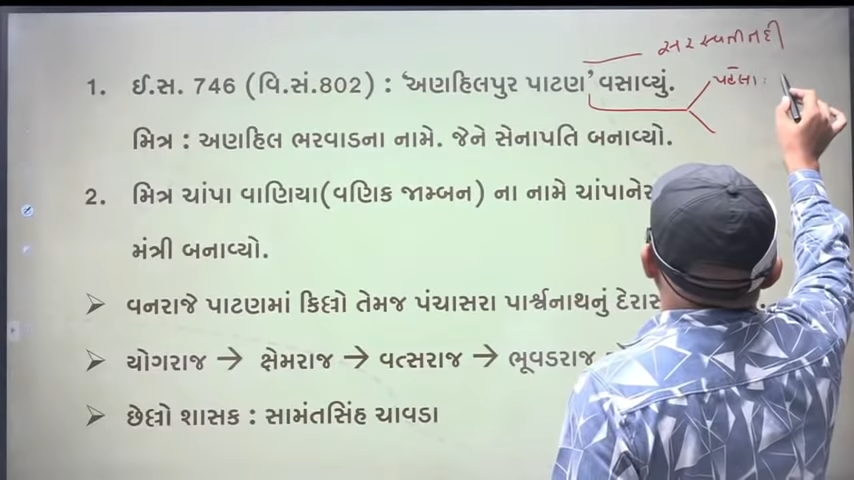 સરસ્વતી નદી
પહેલા :
1. ઈ.સ. 746 (વિ.સં.802) : 'અણહિલપુર પાટણ' વસાવ્યું.
મિત્ર : અણહિલ ભરવાડના નામે. જેને સેનાપતિ બનાવ્યો.
2. મિત્ર ચાંપા વાણિયા(વણિક જામ્બન) ના નામે ચાંપાનેર
મંત્રી બનાવ્યો.
➢ વનરાજે પાટણમાં કિલ્લો તેમજ પંચાસરા પાર્શ્વનાથનું
➢ યોગરાજ → ક્ષેમરાજ → વત્સરાજ → ભૂવડરાજ
➢ છેલ્લો શાસક : સામંતસિંહ ચાવડા